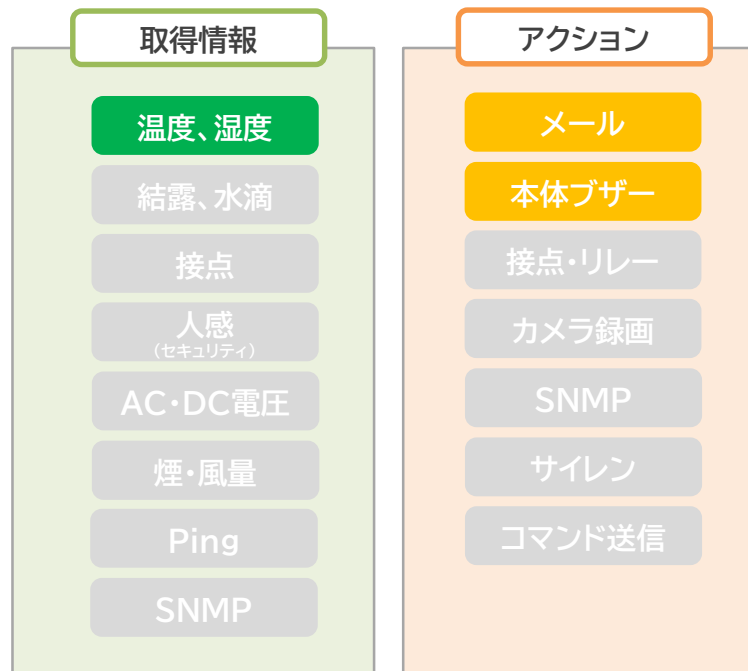 取得情報
温度、湿度
結露、水滴
接点
人感
(セキュリティ)
AC・DC電圧
煙・風量
Ping
SNMP
アクション
メール
本体ブザー
接点・リレー
カメラ録画
SNMP
サイレン
コマンド送信